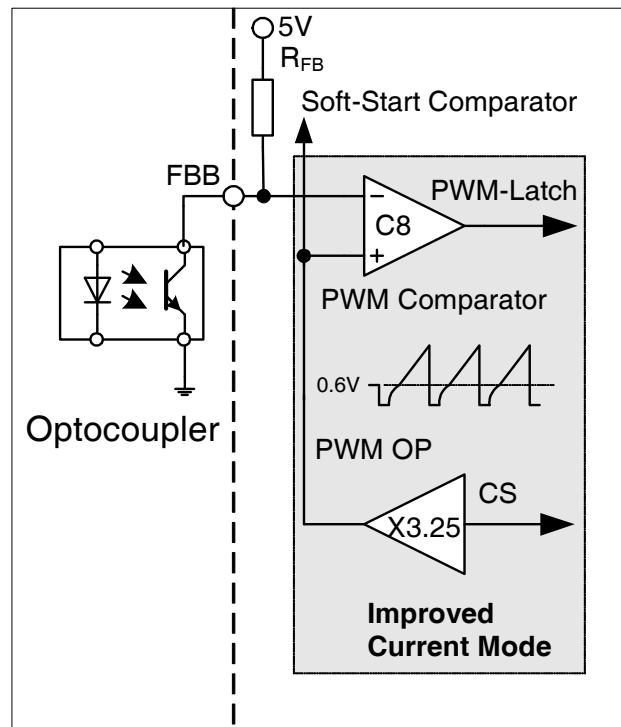 5V
RFB
Soft-Start Comparator
FBB
PWM-Latch
−
C8
+
PWM Comparator
0.6V
Optocoupler
PWM OP
CS
X3.25
Improved
Current Mode